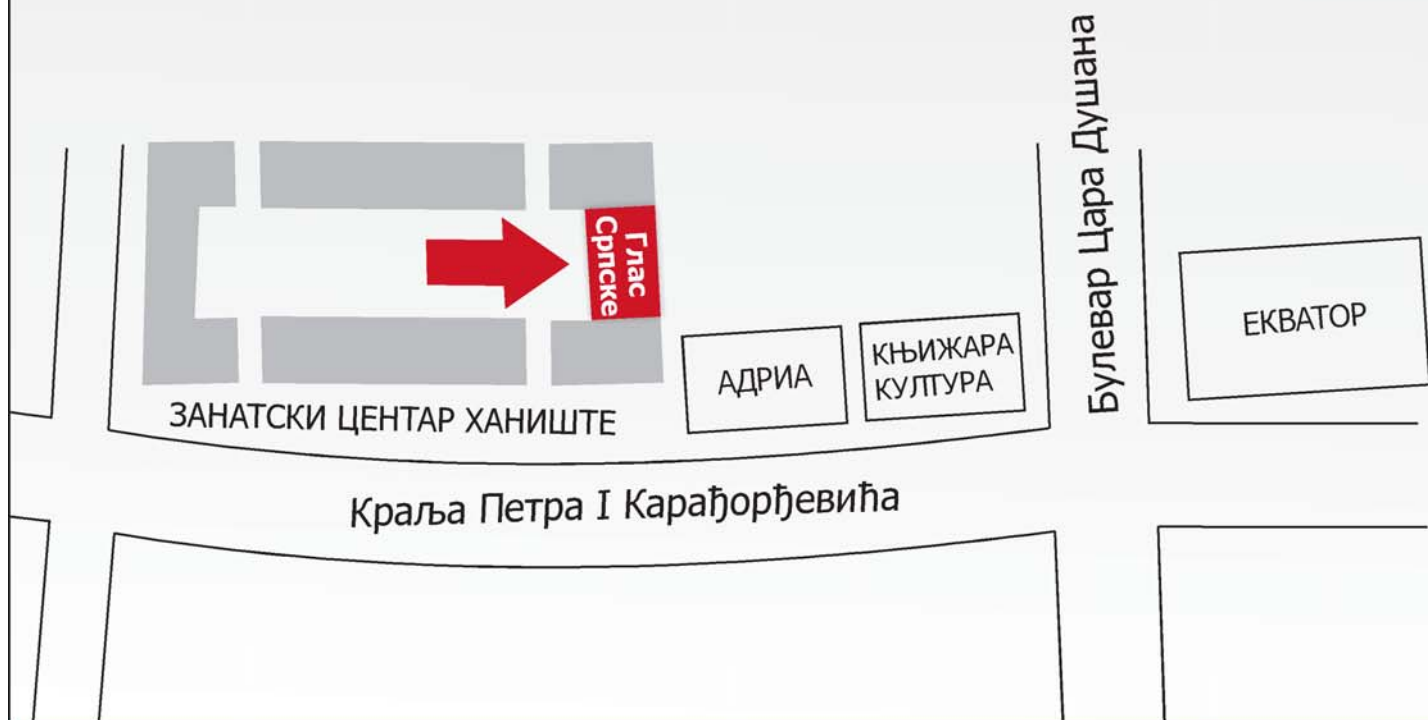 Глас
Српске
АДРИА
КЊИЖАРА
КУЛТУРА
Булевар Цара Душана
ЕКВАТОР
ЗАНАТСКИ ЦЕНТАР ХАНИШТЕ
Краља Петра I Карађорђевића